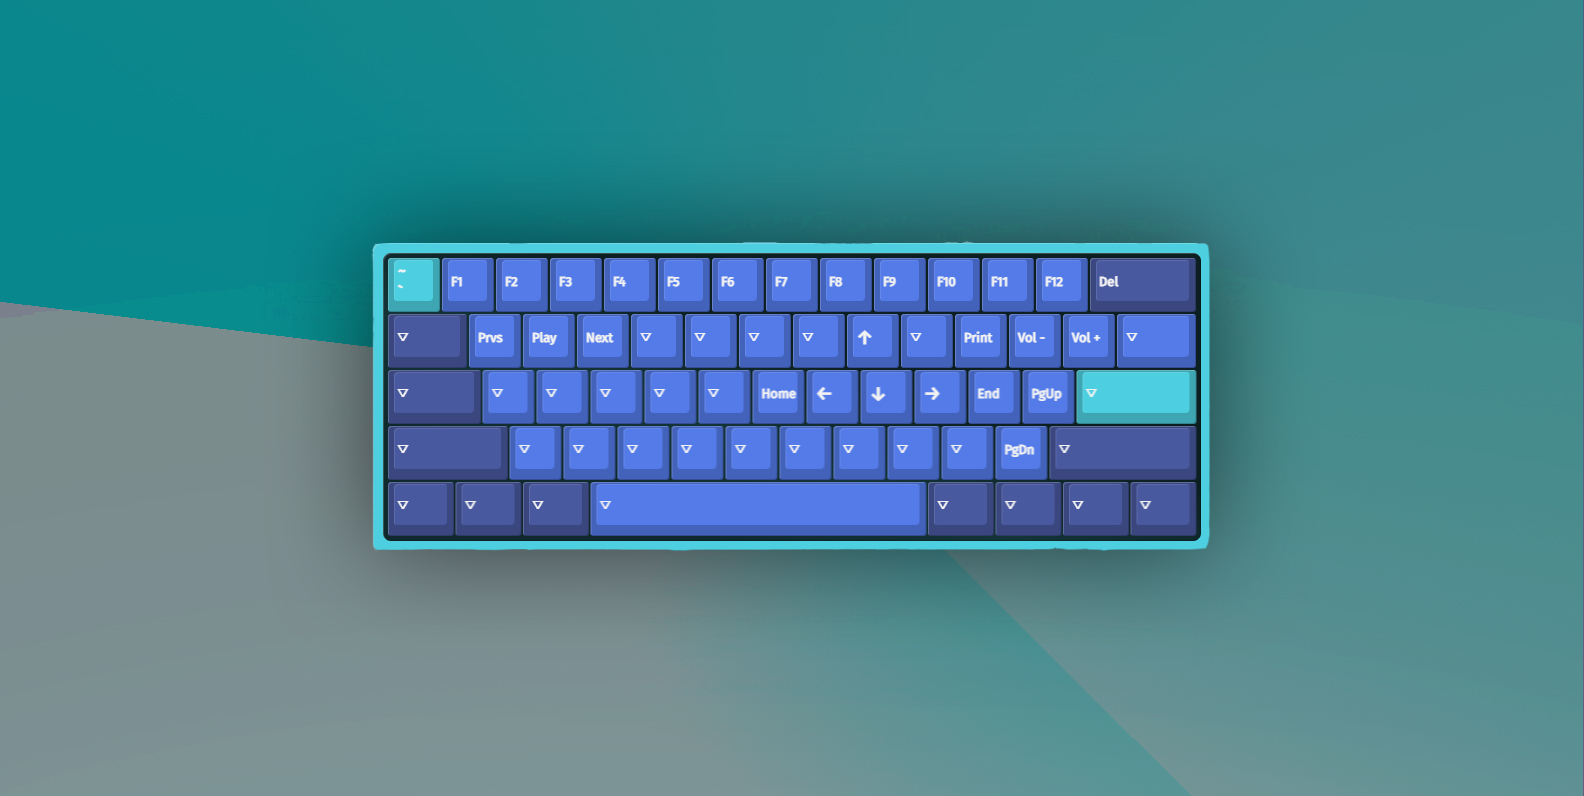 ~
` F1 F2 F3 F4 F5 F6 F7 F8 F9 F10 F11 F12 Del
▽ Prvs Play Next ▽ ▽ ▽ ▽ ↑ ▽ Print Vol - Vol + ▽
▽ ▽ ▽ ▽ ▽ ▽ Home ← ↓ → End PgUp ▽
▽ ▽ ▽ ▽ ▽ ▽ ▽ ▽ ▽ ▽ PgDn ▽
▽ ▽ ▽ ▽ ▽ ▽ ▽ ▽